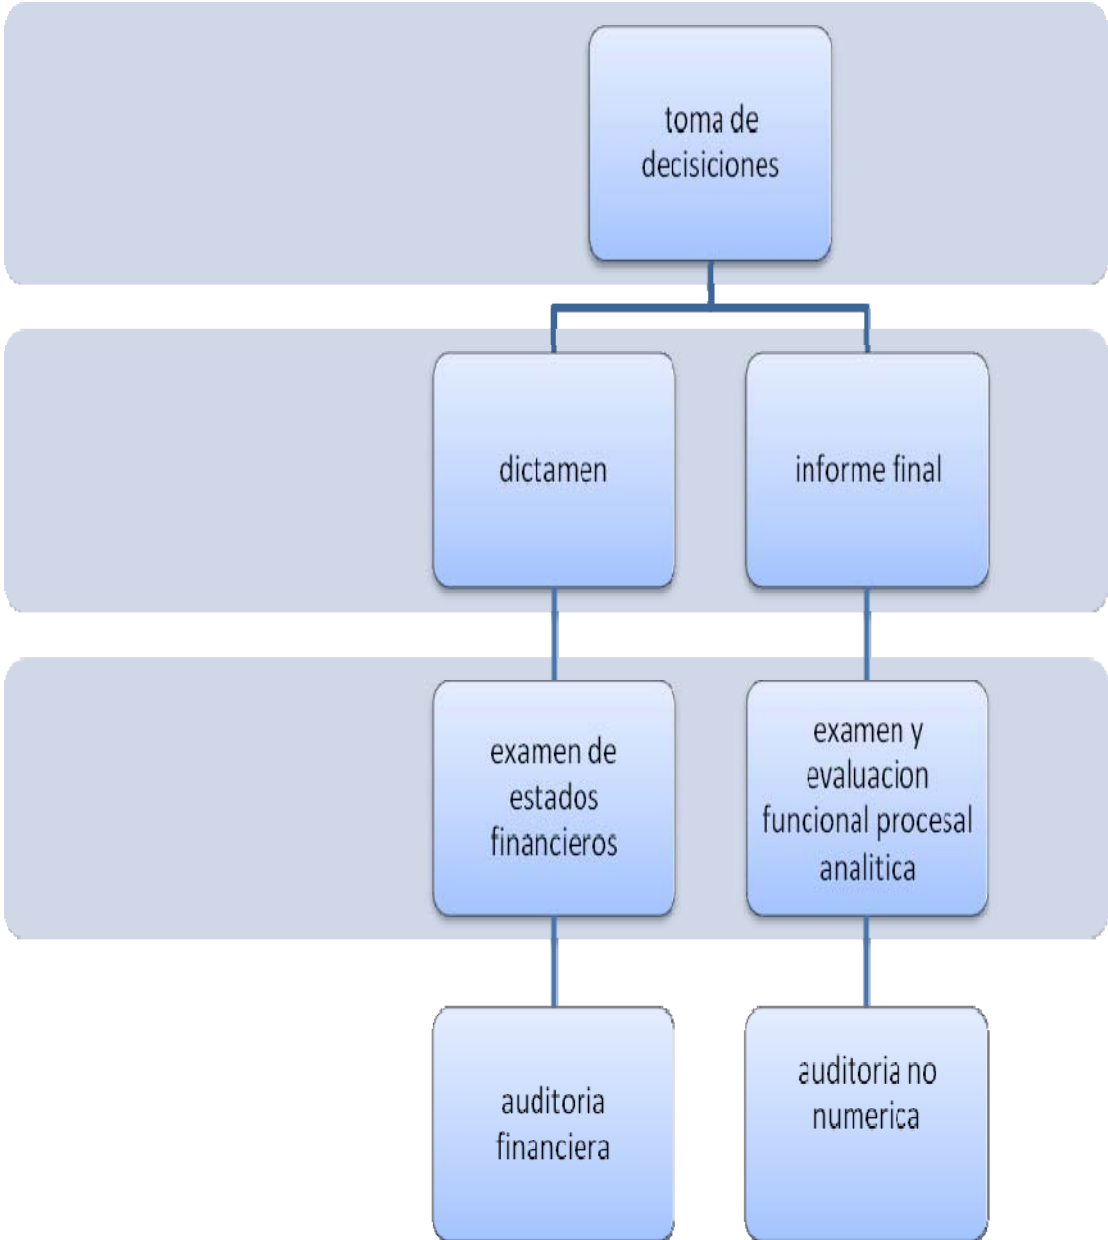 toma de
decisiciones
dictamen
informe final
examen de
estados
financieros
examen y
evaluacion
funcional procesal
analitica
auditoria
financiera
auditoria no
numerica